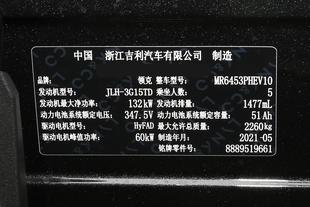 中国 浙江吉利汽车有限公司 制造
品牌: 领克 整车型号: MR6453PHEV10
发动机型号: JLH-3G15TD 乘坐人数: 5
发动机最大净功率: 132kW 发动机排量: 1477mL
动力电池系统额定电压: 347.5V 动力电池系统额定容量: 51Ah
驱动电机型号: HyFAD 最大允许总质量: 2260kg
驱动电机峰值功率: 60kW 制造年月: 2021-05
铭牌零件号: 8889519661